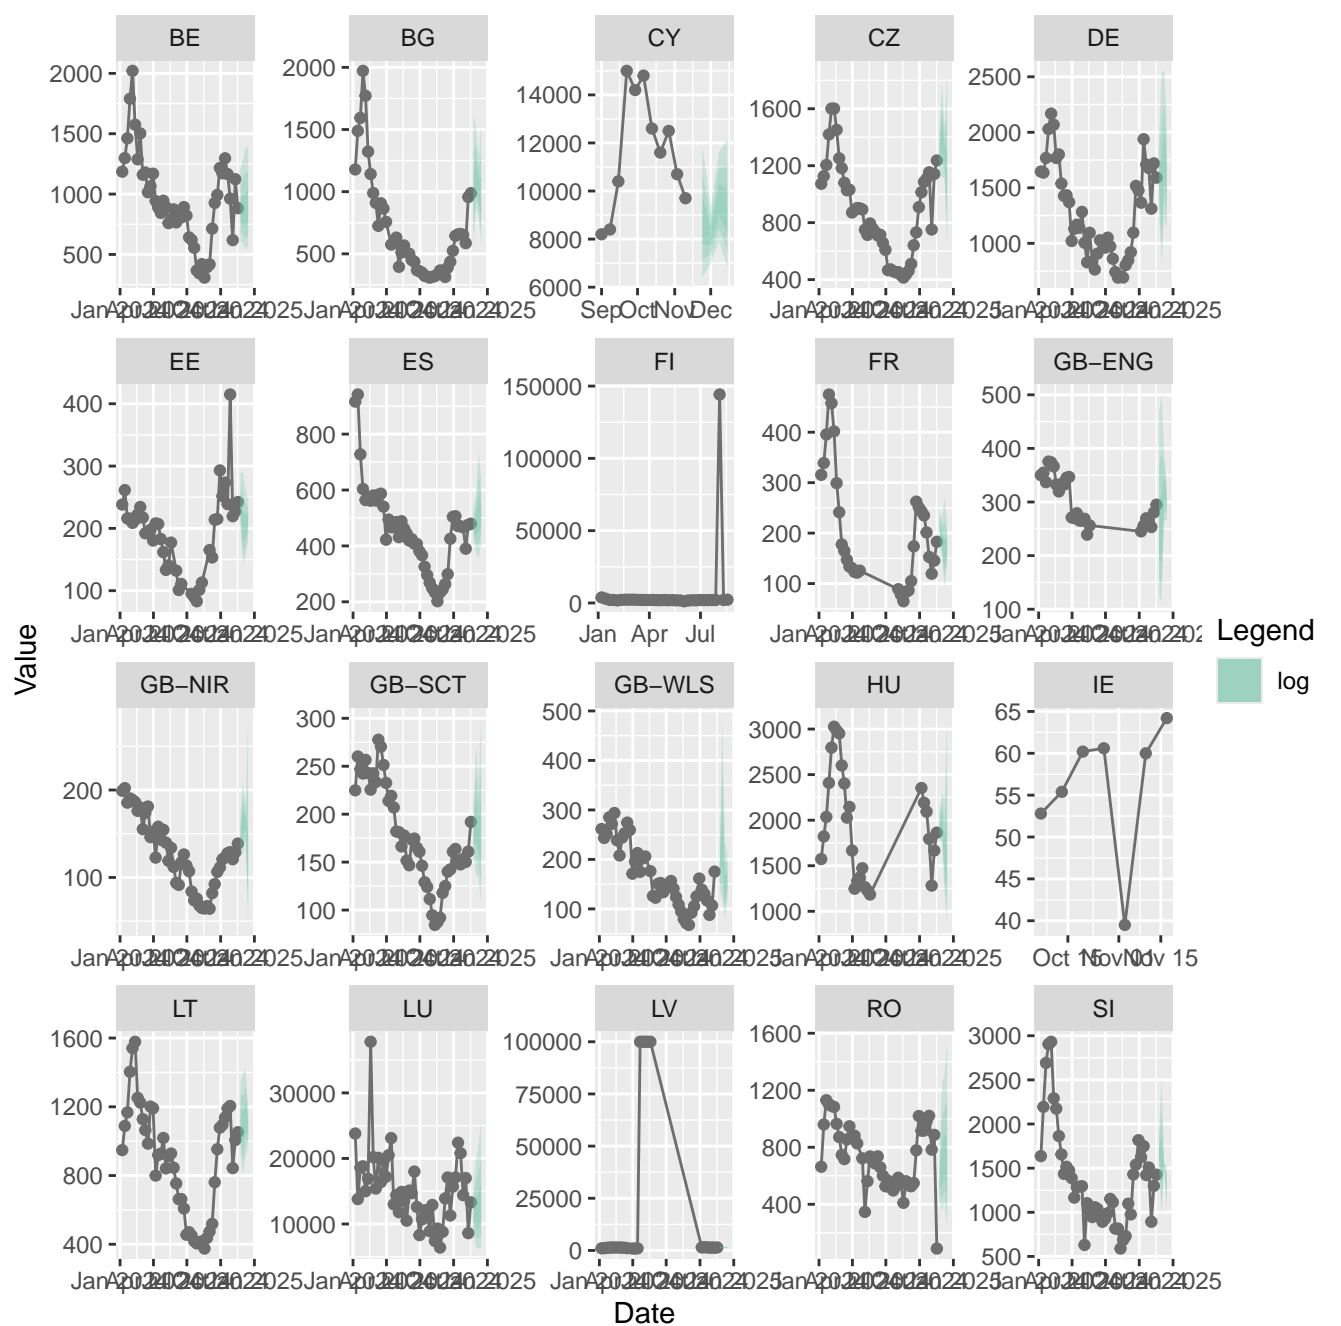 BE BG CY CZ DE
2000 2000 14000 1600 2500
1500 1500 12000 1200 2000
1000 1000 10000 800 1500
500 500 8000 400 1000
6000
Sep Oct Nov Dec
EE ES FI FR GB−ENG
400 800 150000 400 500
300 600 100000 300 400
200 400 50000 200 300
100 200 0 100 200
100
Jan Apr Jul
Value
Legend
log
GB−NIR GB−SCT GB−WLS HU IE
200 300 500 3000 65
100 250 400 2500 60
200 300 2000 55
150 200 1500 50
100 100 1000 45
40
Oct 15 Nov 01 Nov 15
LT LU LV RO SI
1600 30000 100000 1600 3000
1200 20000 75000 1200 2500
800 10000 50000 800 2000
400 25000 400 1500
0 1000
500
Date